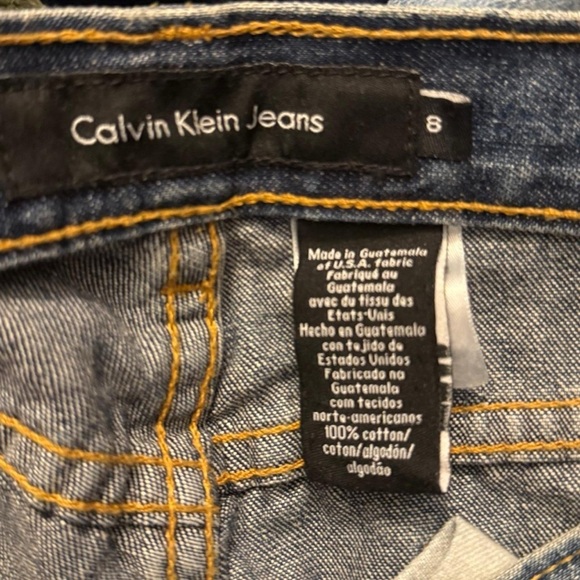 Calvin Klein Jeans
8
Made in Guatemala
of U.S.A. fabric
Fabriqué au
Guatemala
avec du tissu des
Etats-Unis
Hecho en Guatemala
con tejido de
Estados Unidos
Fabricado na
Guatemala
com tecidos
norte-americanos
100% cotton/
coton/algodón/
algodão